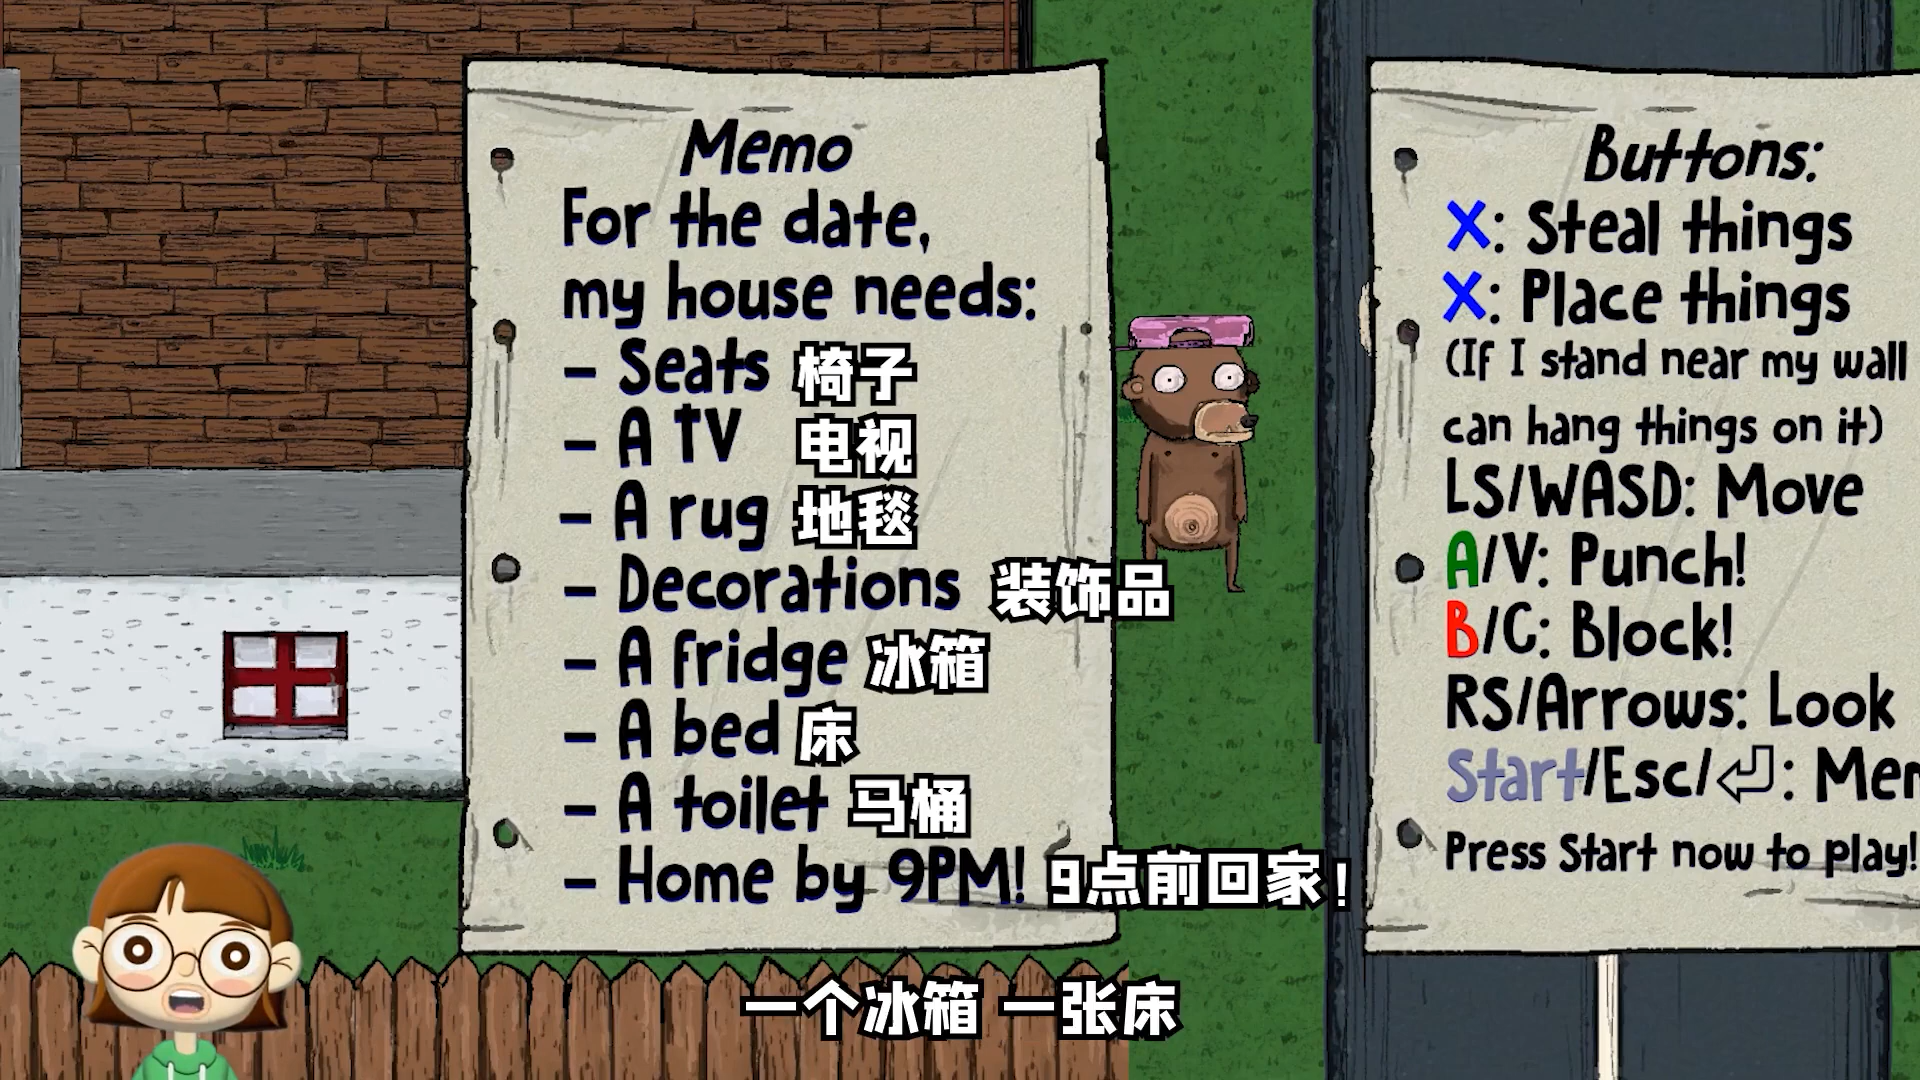 Memo
For the date,
my house needs:
- Seats 椅子
- A TV 电视
- A rug 地毯
- Decorations 装饰品
- A fridge 冰箱
- A bed 床
- A toilet 马桶
- Home by 9PM! 9点前回家！
Buttons:
X: Steal things
X: Place things
(If I stand near my wall
can hang things on it)
LS/WASD: Move
A/V: Punch!
B/C: Block!
RS/Arrows: Look
Start/Esc/⏎: Men
Press Start now to play!
一个冰箱 一张床